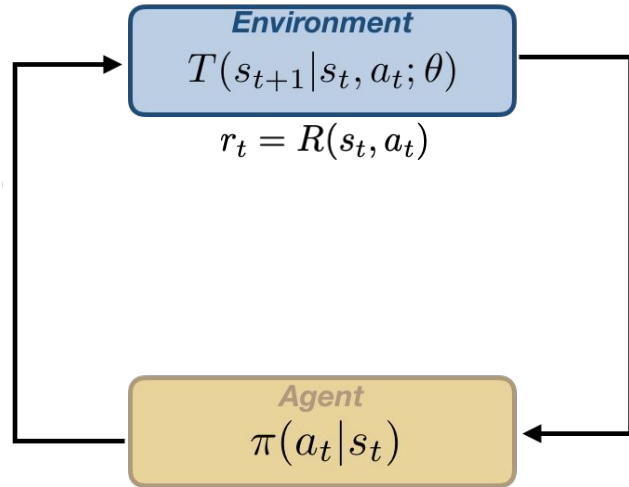 Environment
T(s_{t+1}|s_t, a_t; θ)
r_t = R(s_t, a_t)
Agent
π(a_t|s_t)